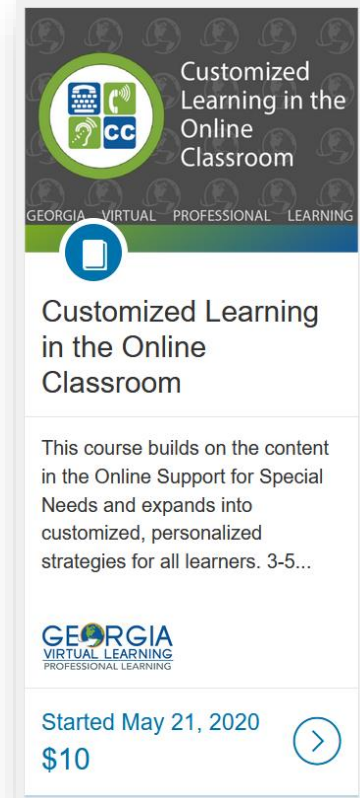 Customized
Learning in the
Online
Classroom
CC
GEORGIA VIRTUAL PROFESSIONAL LEARNING
Customized Learning
in the Online
Classroom
This course builds on the content
in the Online Support for Special
Needs and expands into
customized, personalized
strategies for all learners. 3-5...
GEORGIA
VIRTUAL LEARNING
PROFESSIONAL LEARNING
Started May 21, 2020
$10